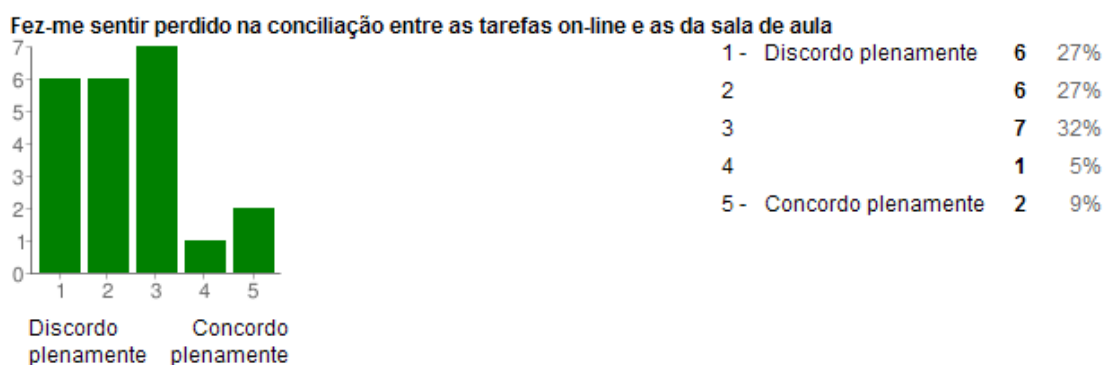 Fez-me sentir perdido na conciliação entre as tarefas on-line e as da sala de aula
7
6
5
4
3
2
1
0
1 2 3 4 5
Discordo plenamente
Concordo plenamente
1 - Discordo plenamente 6 27%
2 6 27%
3 7 32%
4 1 5%
5 - Concordo plenamente 2 9%